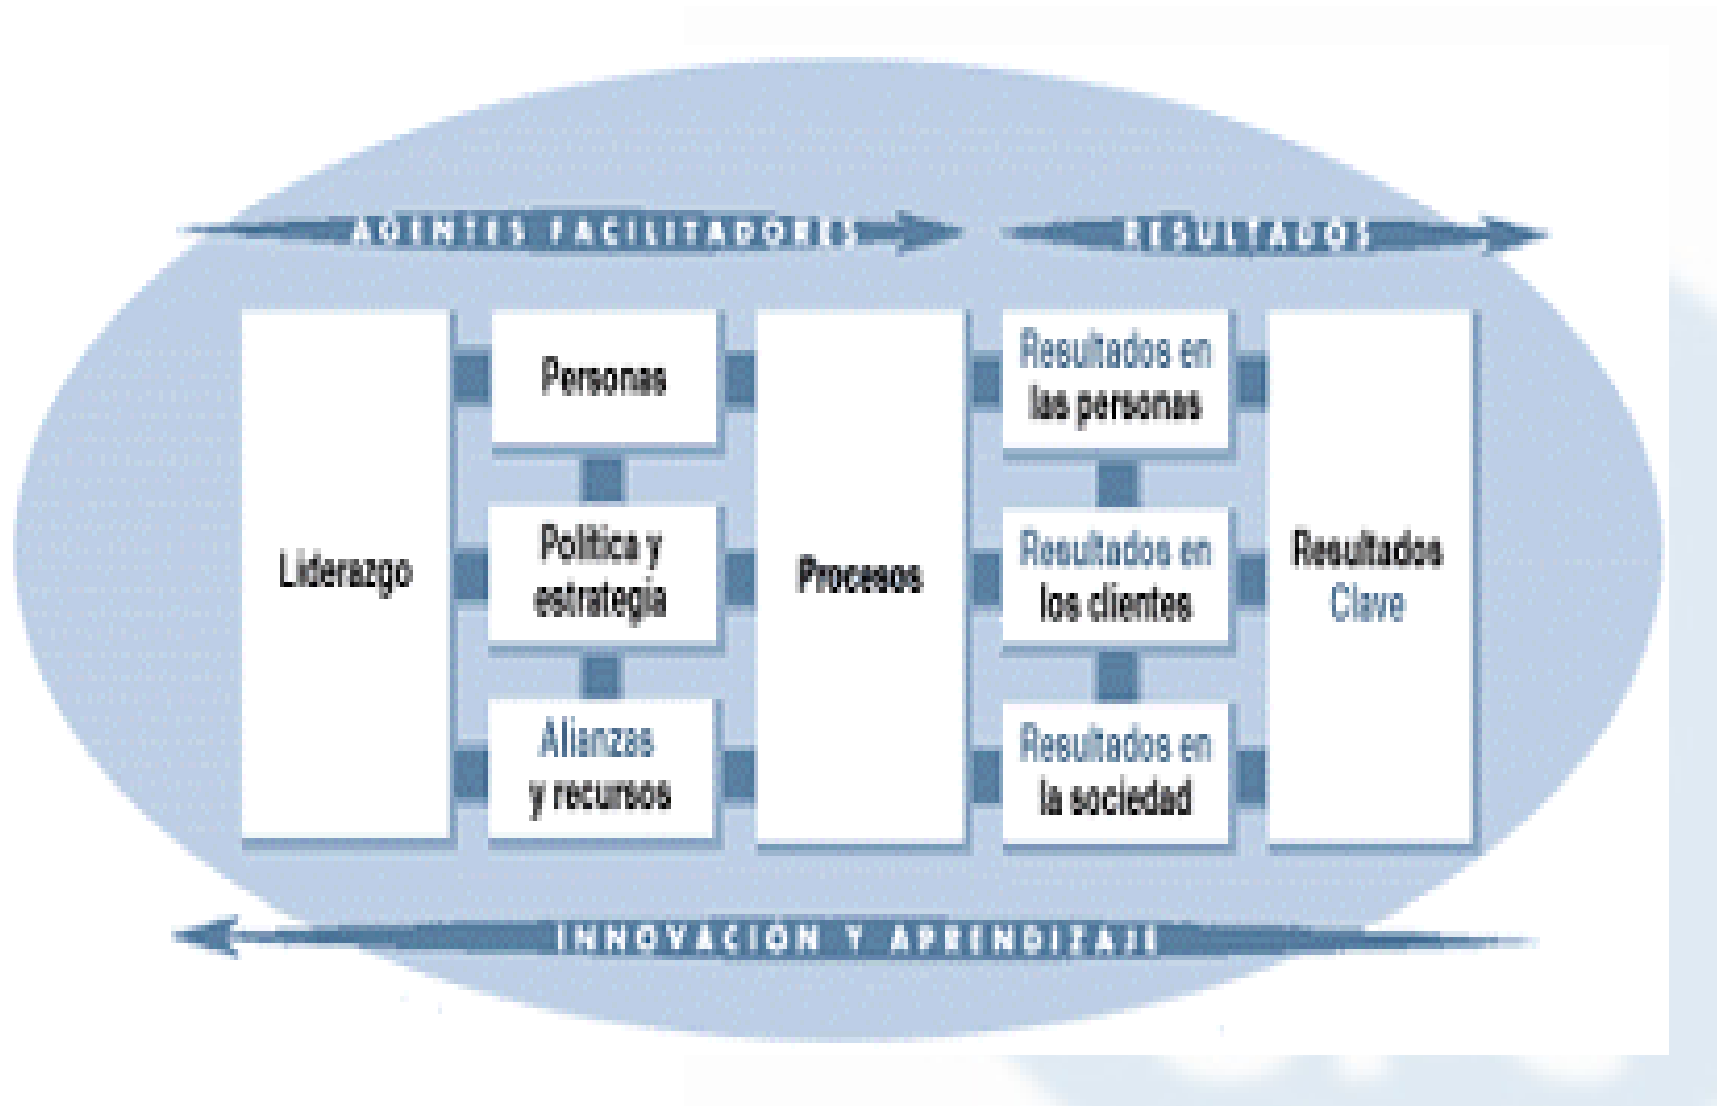 AGENTES FACILITADORES
RESULTADOS
Liderazgo
Personas
Política y
estrategia
Alianzas
y recursos
Procesos
Resultados en
las personas
Resultados en
los clientes
Resultados en
la sociedad
Resultados
Clave
INNOVACIÓN Y APRENDIZAJE